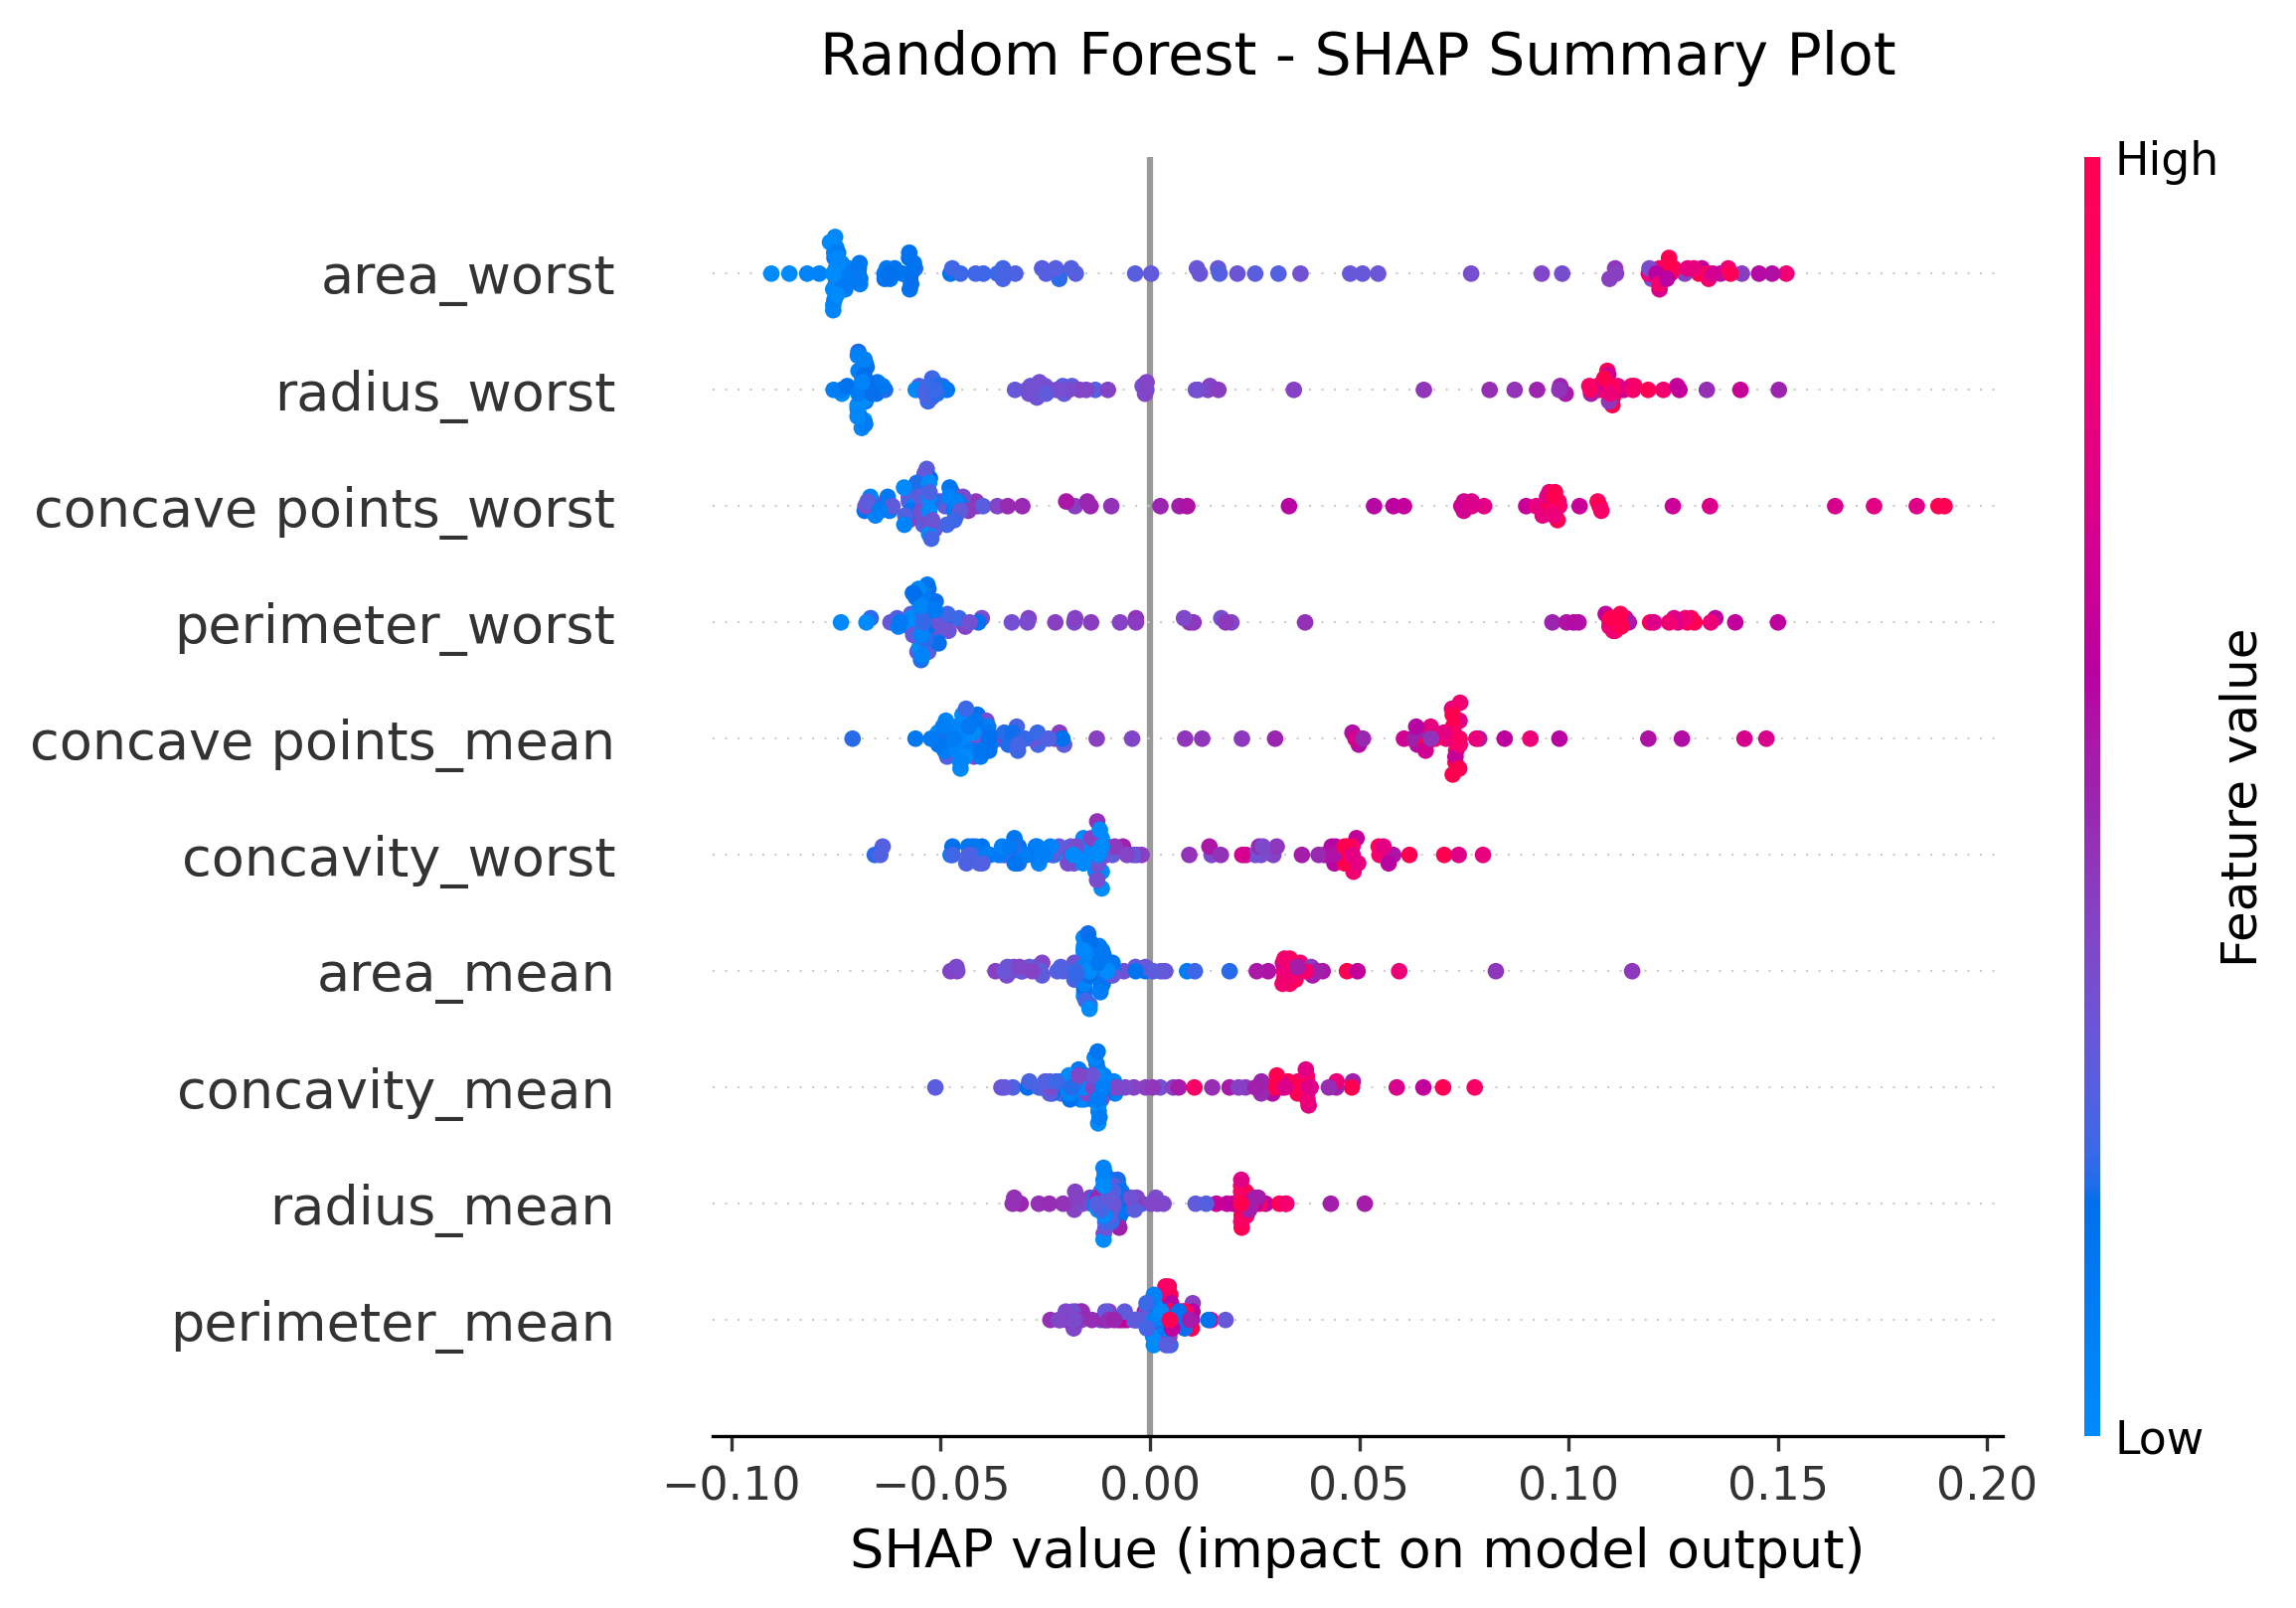 Random Forest - SHAP Summary Plot
High
area_worst
radius_worst
concave points_worst
perimeter_worst
concave points_mean
concavity_worst
area_mean
concavity_mean
radius_mean
perimeter_mean
Feature value
Low
−0.10 −0.05 0.00 0.05 0.10 0.15 0.20
SHAP value (impact on model output)